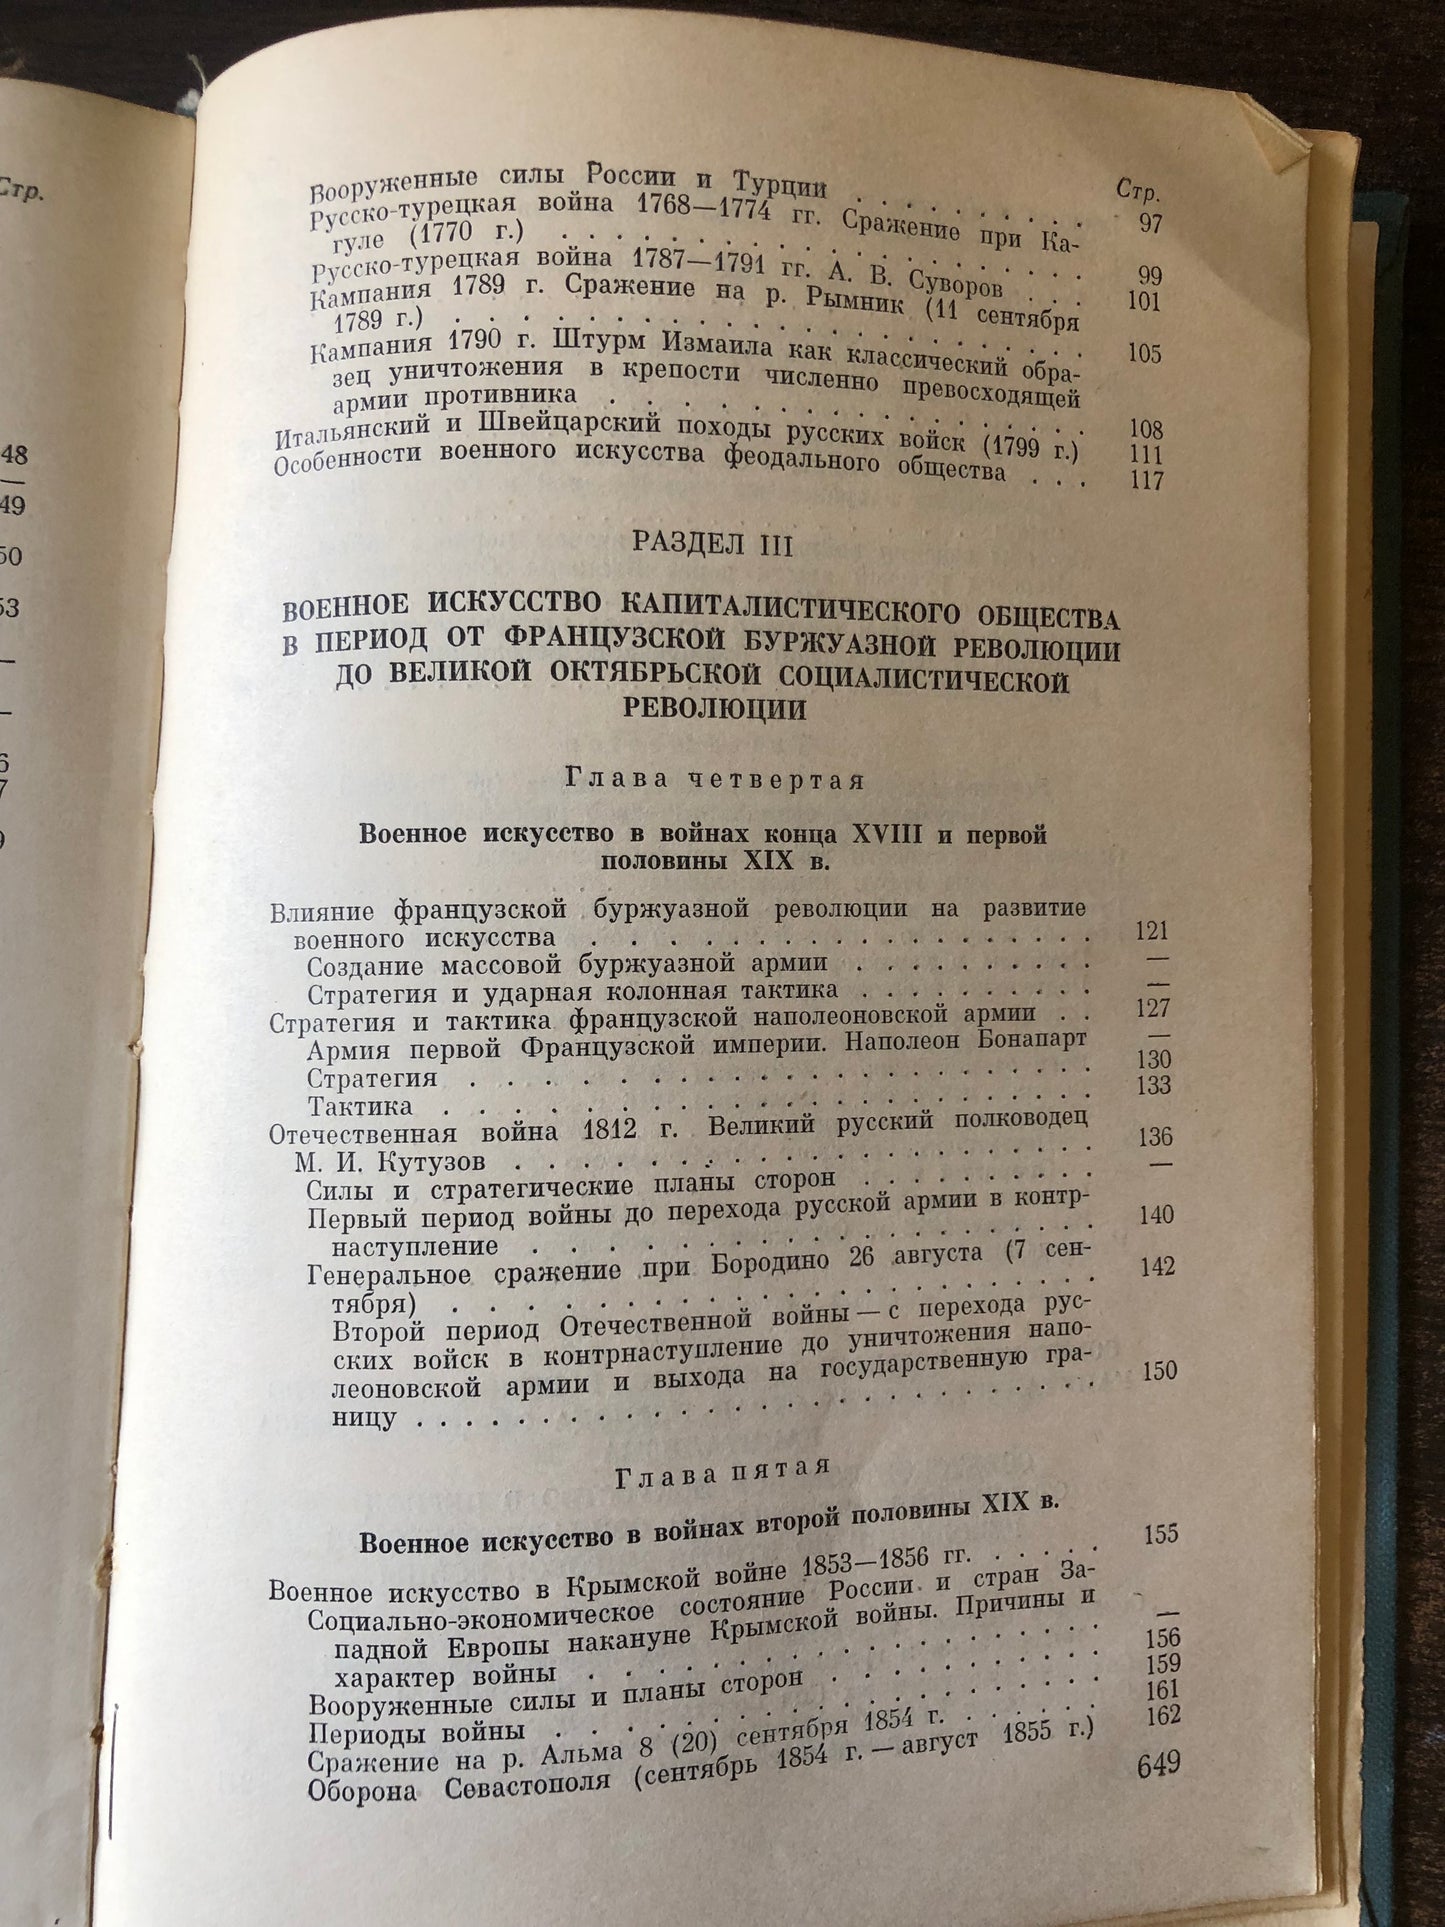 Стр.
48
—
49
50
53
—
—
6
7
9
Стр.
Вооруженные силы России и Турции . . . . . . . . . 97
Русско-турецкая война 1768—1774 гг. Сражение при Ка-
гуле (1770 г.) . . . . . . . . . . . . . . . . . . 99
Русско-турецкая война 1787—1791 гг. А. В. Суворов . . . 101
Кампания 1789 г. Сражение на р. Рымник (11 сентября
1789 г.) . . . . . . . . . . . . . . . . . . . . . 105
Кампания 1790 г. Штурм Измаила как классический обра-
зец уничтожения в крепости численно превосходящей
армии противника . . . . . . . . . . . . . . . . . 108
Итальянский и Швейцарский походы русских войск (1799 г.) 111
Особенности военного искусства феодального общества . . . 117
РАЗДЕЛ III
ВОЕННОЕ ИСКУССТВО КАПИТАЛИСТИЧЕСКОГО ОБЩЕСТВА
В ПЕРИОД ОТ ФРАНЦУЗСКОЙ БУРЖУАЗНОЙ РЕВОЛЮЦИИ
ДО ВЕЛИКОЙ ОКТЯБРЬСКОЙ СОЦИАЛИСТИЧЕСКОЙ
РЕВОЛЮЦИИ
Глава четвертая
Военное искусство в войнах конца XVIII и первой
половины XIX в.
Влияние французской буржуазной революции на развитие
военного искусства . . . . . . . . . . . . . . . . . . 121
Создание массовой буржуазной армии . . . . . . . . . —
Стратегия и ударная колонная тактика . . . . . . . . . —
Стратегия и тактика французской наполеоновской армии . . 127
Армия первой Французской империи. Наполеон Бонапарт —
Стратегия . . . . . . . . . . . . . . . . . . . . . 130
Тактика . . . . . . . . . . . . . . . . . . . . . . 133
Отечественная война 1812 г. Великий русский полководец
М. И. Кутузов . . . . . . . . . . . . . . . . . . . . 136
Силы и стратегические планы сторон . . . . . . . . . —
Первый период войны до перехода русской армии в контр-
наступление . . . . . . . . . . . . . . . . . . . . 140
Генеральное сражение при Бородино 26 августа (7 сен-
тября) . . . . . . . . . . . . . . . . . . . . . . 142
Второй период Отечественной войны — с перехода рус-
ских войск в контрнаступление до уничтожения напо-
леоновской армии и выхода на государственную гра-
ницу . . . . . . . . . . . . . . . . . . . . . . . 150
Глава пятая
Военное искусство в войнах второй половины XIX в.
Военное искусство в Крымской войне 1853—1856 гг. . . . . . 155
Социально-экономическое состояние России и стран За-
падной Европы накануне Крымской войны. Причины и
характер войны . . . . . . . . . . . . . . . . . . —
Вооруженные силы и планы сторон . . . . . . . . . . 156
Периоды войны . . . . . . . . . . . . . . . . . . 159
Сражение на р. Альма 8 (20) сентября 1854 г. . . . . . . 161
Оборона Севастополя (сентябрь 1854 г. — август 1855 г.) 162
649